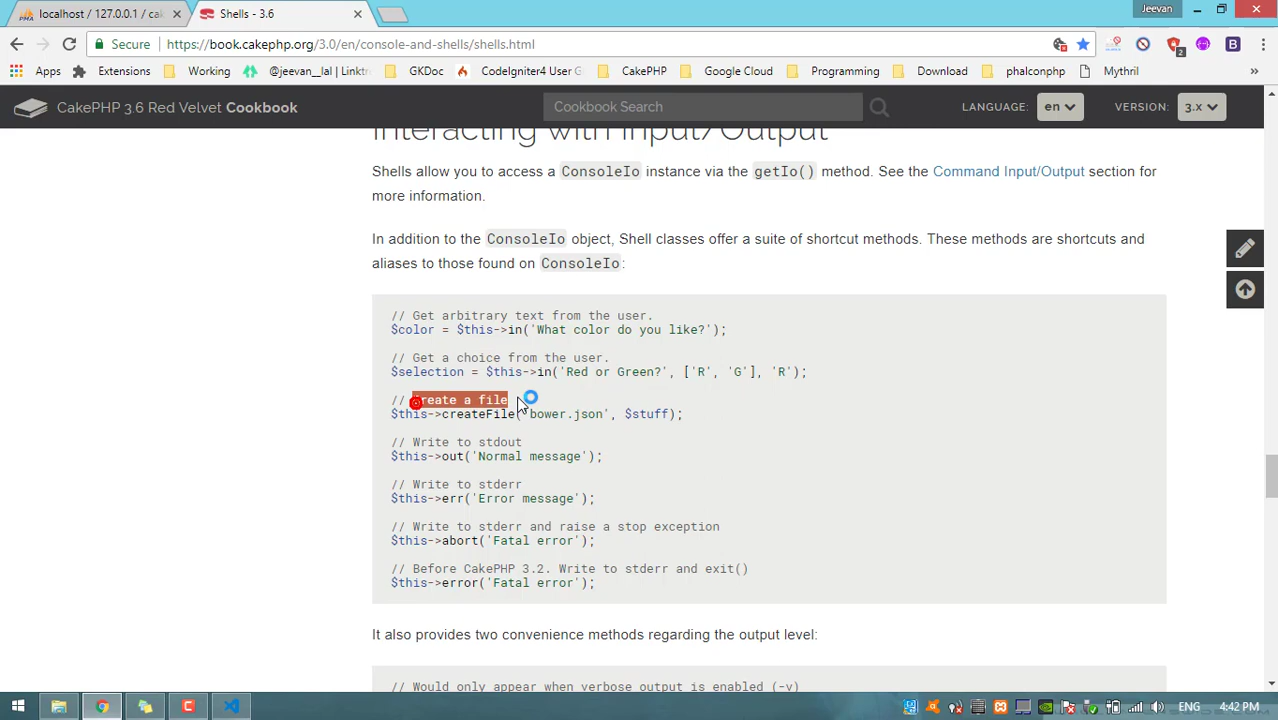 Jeevan
localhost / 127.0.0.1 / cak
Shells - 3.6
Secure
https://book.cakephp.org/3.0/en/console-and-shells/shells.html
2
Apps
Extensions
Working
@jeevan__lal | Linktr
GKDoc
CodeIgniter4 User G
CakePHP
Google Cloud
Programming
Download
phalconphp
Mythril
»
CakePHP 3.6 Red Velvet Cookbook
Cookbook Search
LANGUAGE:
en
VERSION:
3.x
Interacting with Input/Output
Shells allow you to access a ConsoleIo instance via the getIo() method. See the Command Input/Output section for
more information.
In addition to the ConsoleIo object, Shell classes offer a suite of shortcut methods. These methods are shortcuts and
aliases to those found on ConsoleIo:
// Get arbitrary text from the user.
$color = $this->in('What color do you like?');
// Get a choice from the user.
$selection = $this->in('Red or Green?', ['R', 'G'], 'R');
// Create a file
$this->createFile('bower.json', $stuff);
// Write to stdout
$this->out('Normal message');
// Write to stderr
$this->err('Error message');
// Write to stderr and raise a stop exception
$this->abort('Fatal error');
// Before CakePHP 3.2. Write to stderr and exit()
$this->error('Fatal error');
It also provides two convenience methods regarding the output level:
// Would only appear when verbose output is enabled (-v)
ENG
4:42 PM